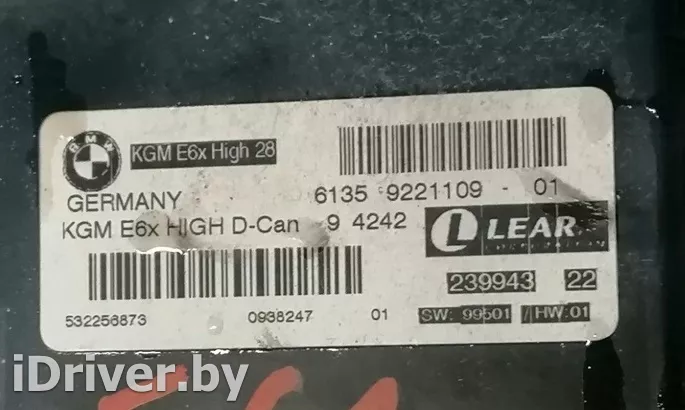 BMW
KGM E6x High 28
GERMANY
6135 9221109 - 01
KGM E6x HIGH D-Can 9 4242
LEAR
CORPORATION
239943 22
532256873 0938247 01
SW: 99501 /HW:01
iDriver.by